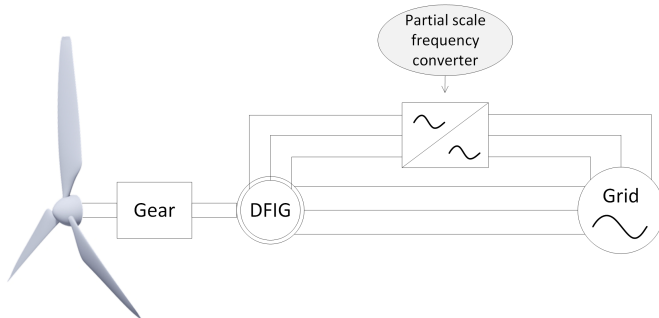 Partial scale
frequency
converter
Gear
DFIG
Grid